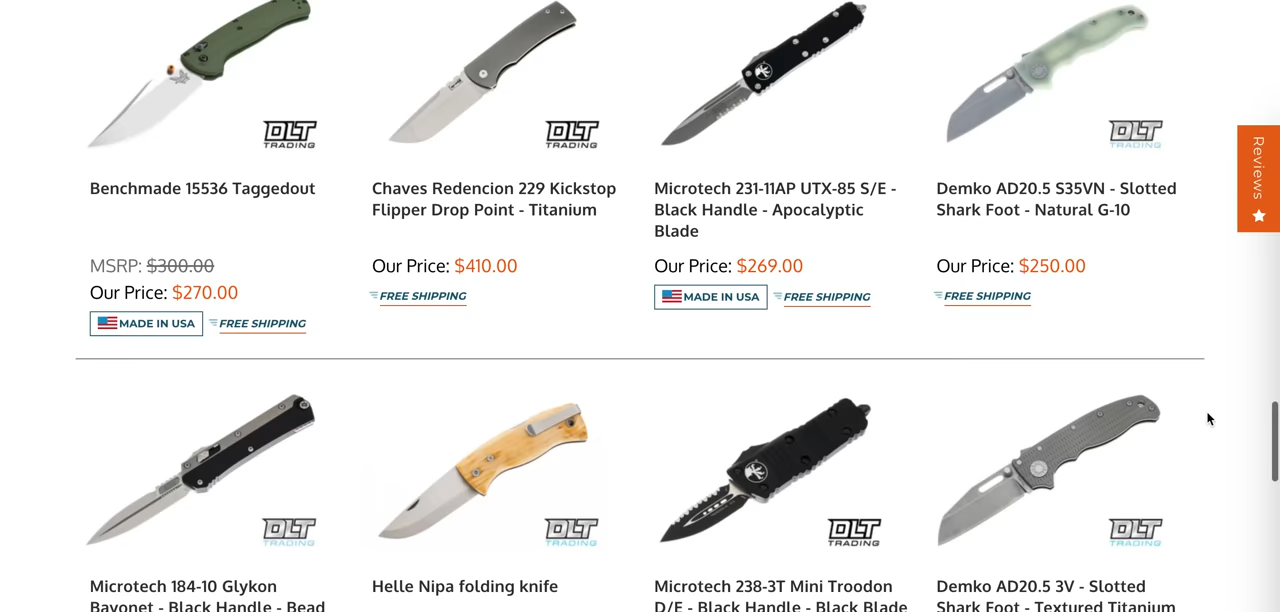 DLT
TRADING
DLT
TRADING
DLT
TRADING
Reviews
Benchmade 15536 Taggedout
Chaves Redencion 229 Kickstop
Flipper Drop Point - Titanium
Microtech 231-11AP UTX-85 S/E -
Black Handle - Apocalyptic
Blade
Demko AD20.5 S35VN - Slotted
Shark Foot - Natural G-10
MSRP: $300.00
Our Price: $270.00
MADE IN USA
FREE SHIPPING
Our Price: $410.00
FREE SHIPPING
Our Price: $269.00
MADE IN USA
FREE SHIPPING
Our Price: $250.00
FREE SHIPPING
DLT
TRADING
DLT
TRADING
DLT
TRADING
DLT
TRADING
Microtech 184-10 Glykon
Bayonet - Black Handle - Bead
Helle Nipa folding knife
Microtech 238-3T Mini Troodon
D/E - Black Handle - Black Blade
Demko AD20.5 3V - Slotted
Shark Foot - Textured Titanium